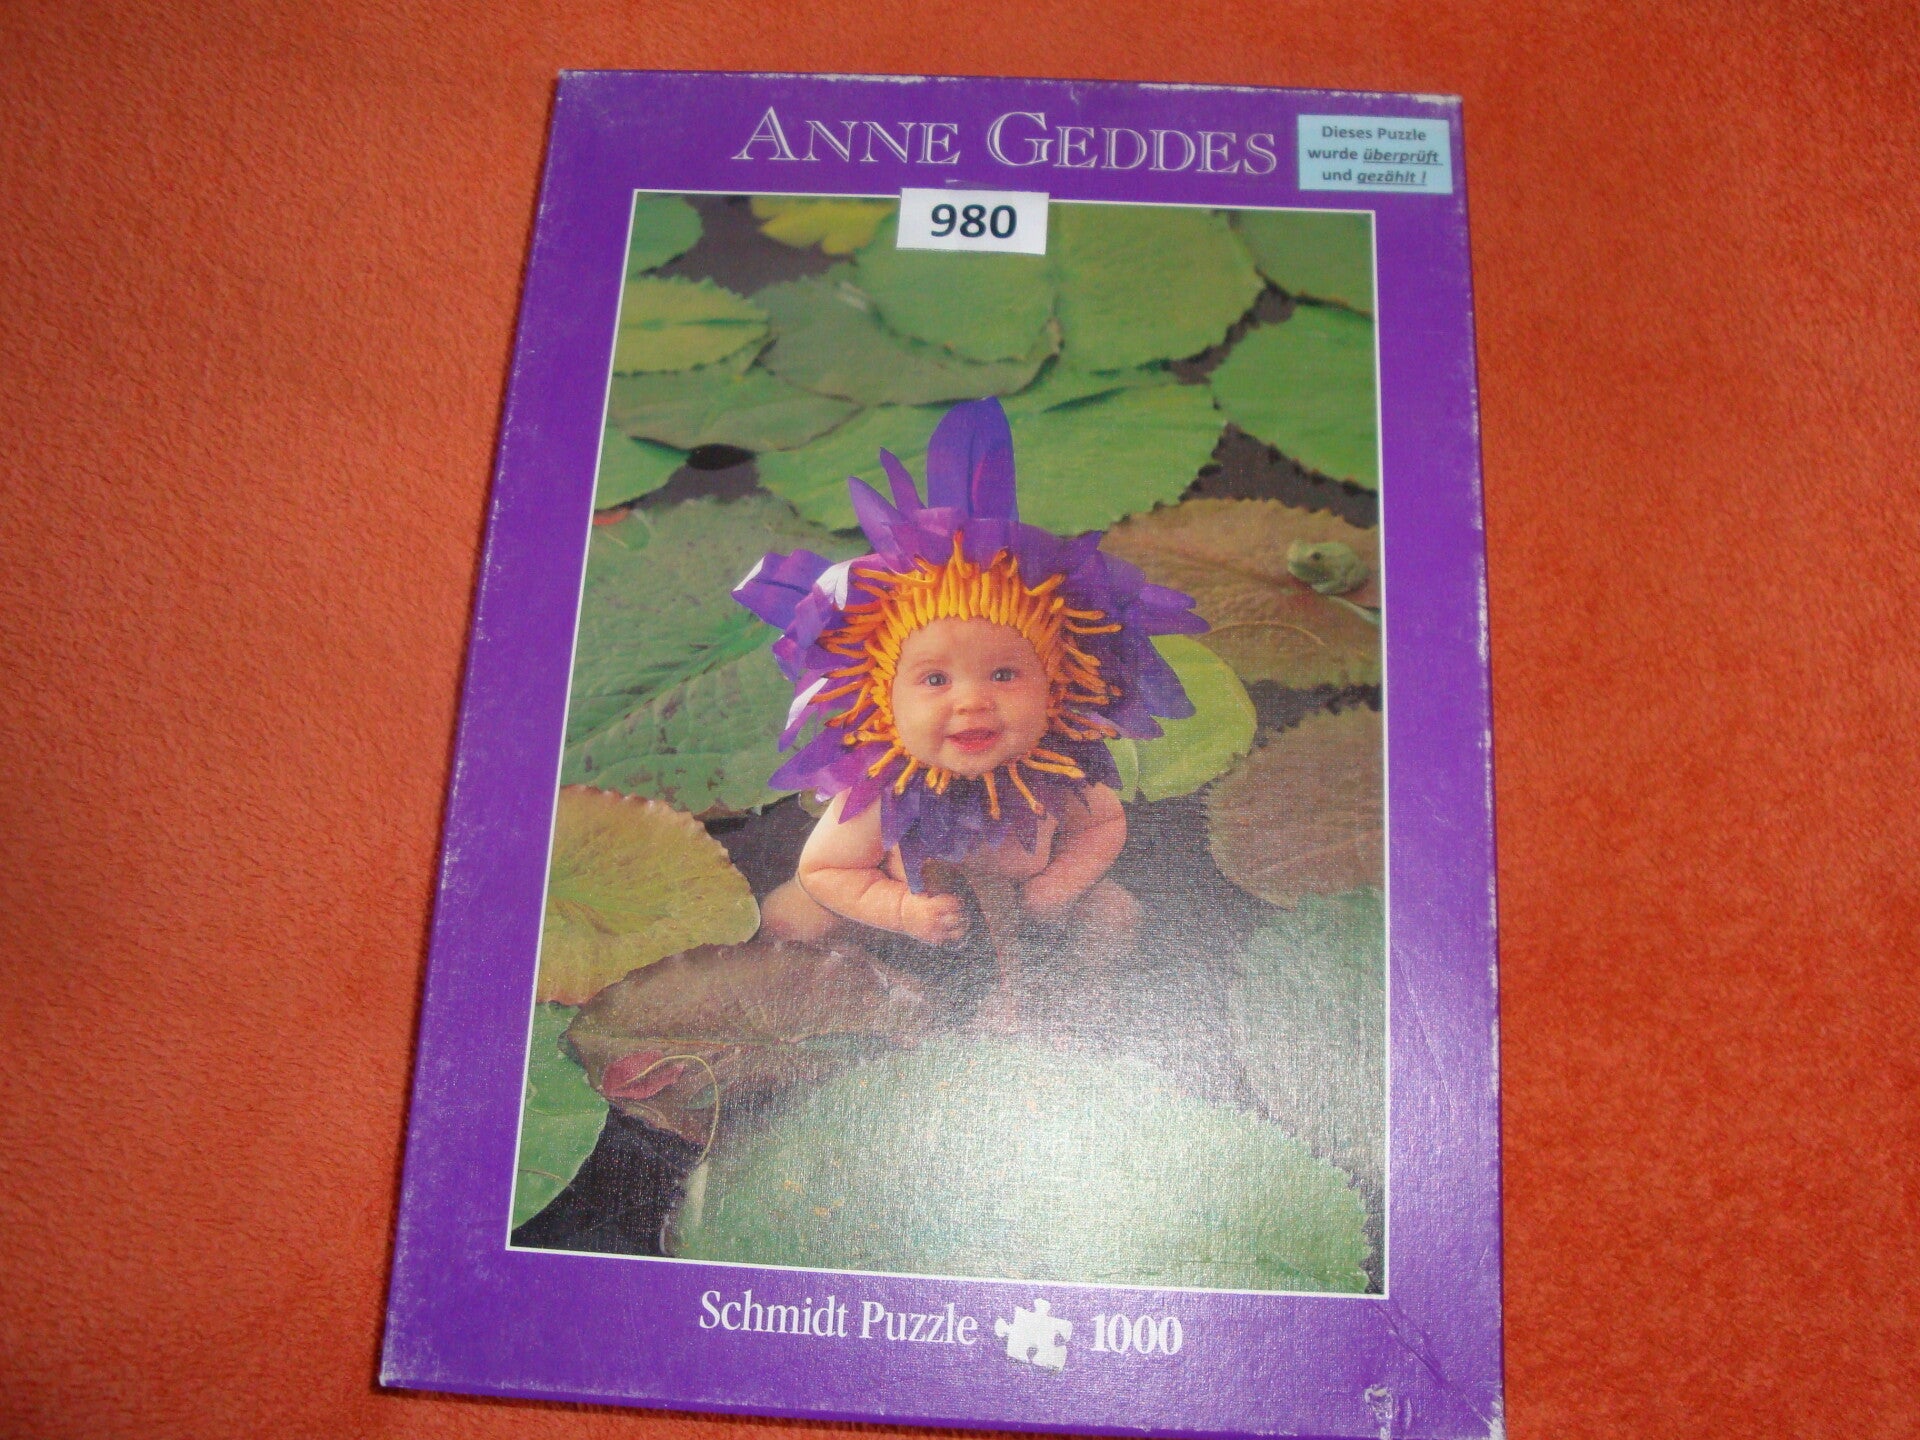 ANNE GEDDES
Dieses Puzzle
wurde überprüft
und gezählt !
980
Schmidt Puzzle 1000